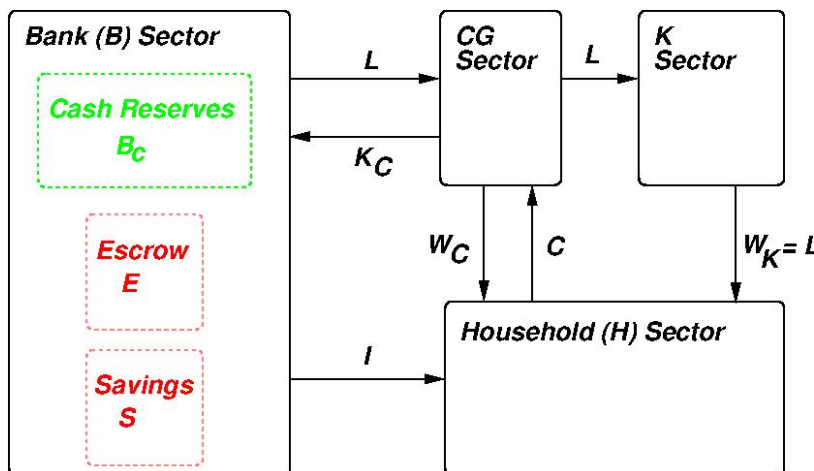 Bank (B) Sector
Cash Reserves
B_C
Escrow
E
Savings
S
L
K_C
I
CG
Sector
L
K
Sector
W_C
C
W_K = L
Household (H) Sector